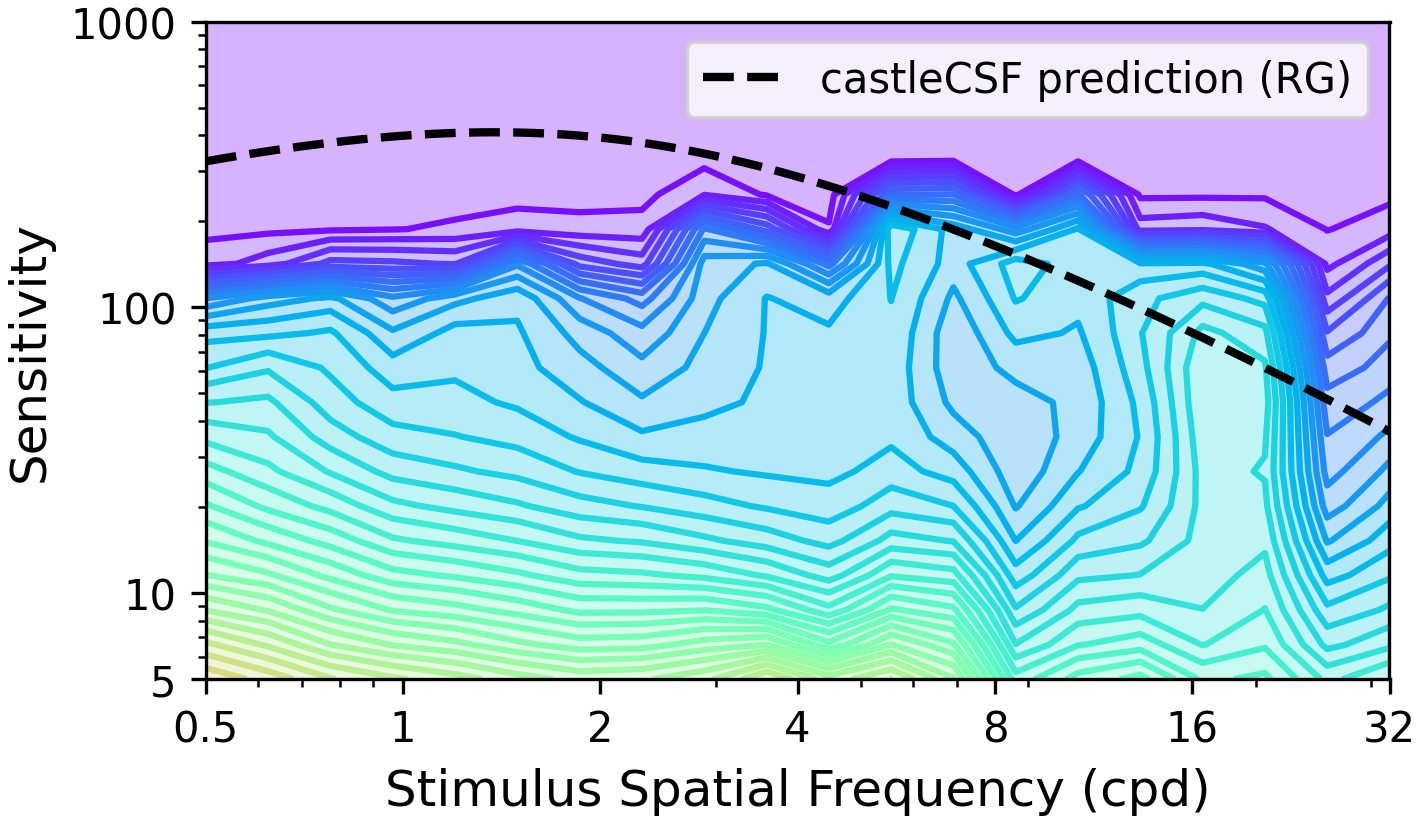 1000
castleCSF prediction (RG)
100
10
5
Sensitivity
0.5 1 2 4 8 16 32
Stimulus Spatial Frequency (cpd)